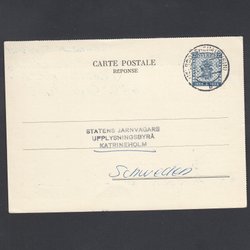 CARTE POSTALE
RÉPONSE
STATENS JÄRNVÄGARS
UPPLYSNINGSBYRÅ
KATRINEHOLM
Schweden